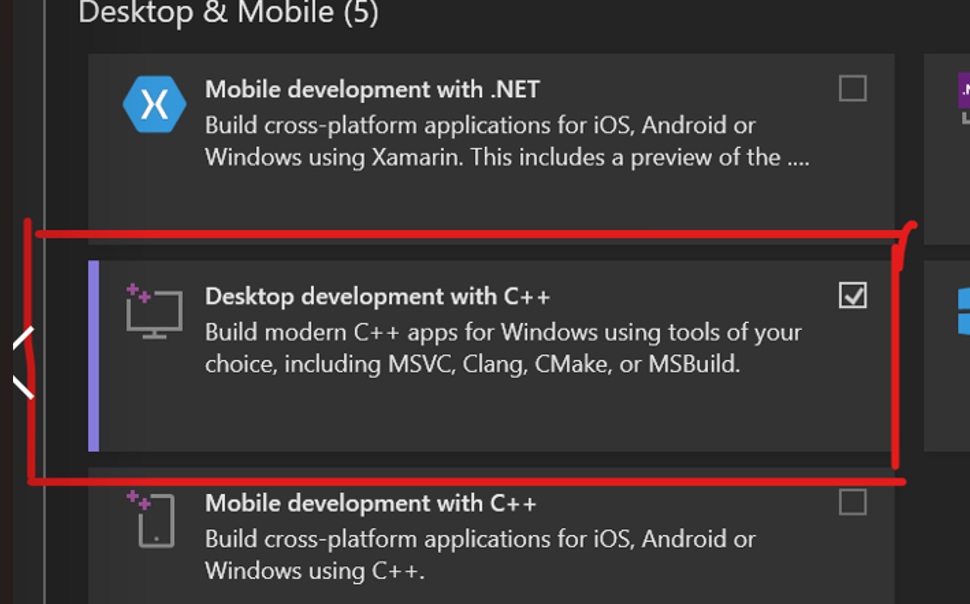 Desktop & Mobile (5)
Mobile development with .NET
Build cross-platform applications for iOS, Android or
Windows using Xamarin. This includes a preview of the ....
Desktop development with C++
Build modern C++ apps for Windows using tools of your
choice, including MSVC, Clang, CMake, or MSBuild.
Mobile development with C++
Build cross-platform applications for iOS, Android or
Windows using C++.